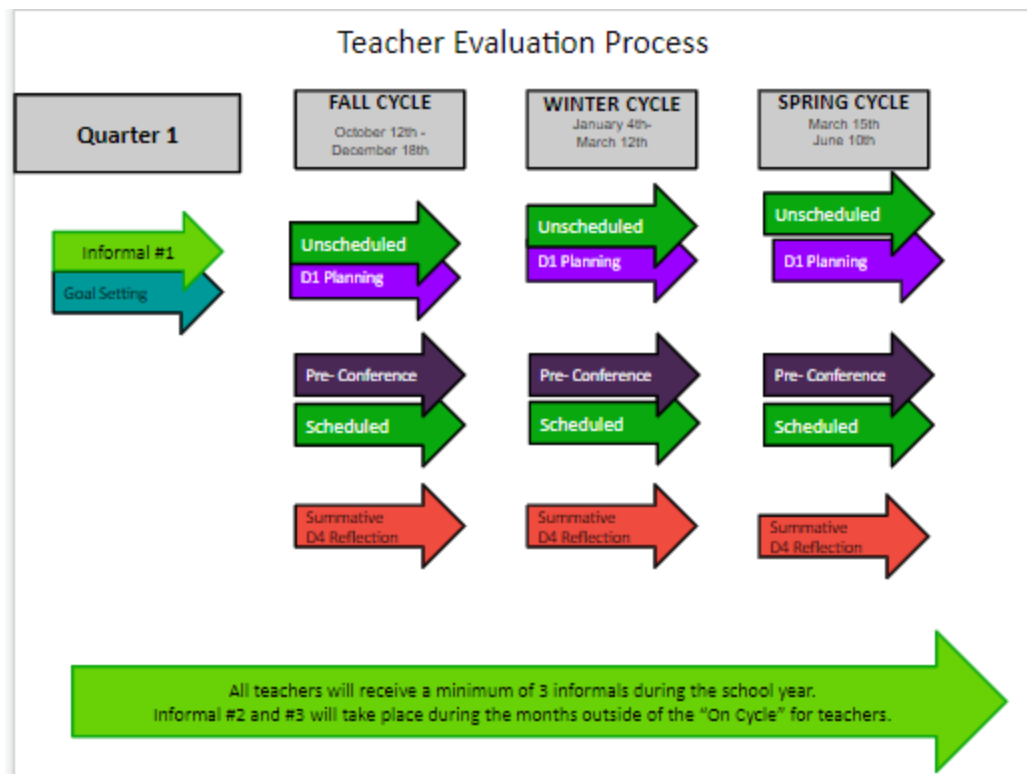 Teacher Evaluation Process
Quarter 1
FALL CYCLE
October 12th -
December 18th
WINTER CYCLE
January 4th-
March 12th
SPRING CYCLE
March 15th
June 10th
Informal #1
Goal Setting
Unscheduled
D1 Planning
Unscheduled
D1 Planning
Unscheduled
D1 Planning
Pre- Conference
Scheduled
Pre- Conference
Scheduled
Pre- Conference
Scheduled
Summative
D4 Reflection
Summative
D4 Reflection
Summative
D4 Reflection
All teachers will receive a minimum of 3 informals during the school year.
Informal #2 and #3 will take place during the months outside of the “On Cycle” for teachers.